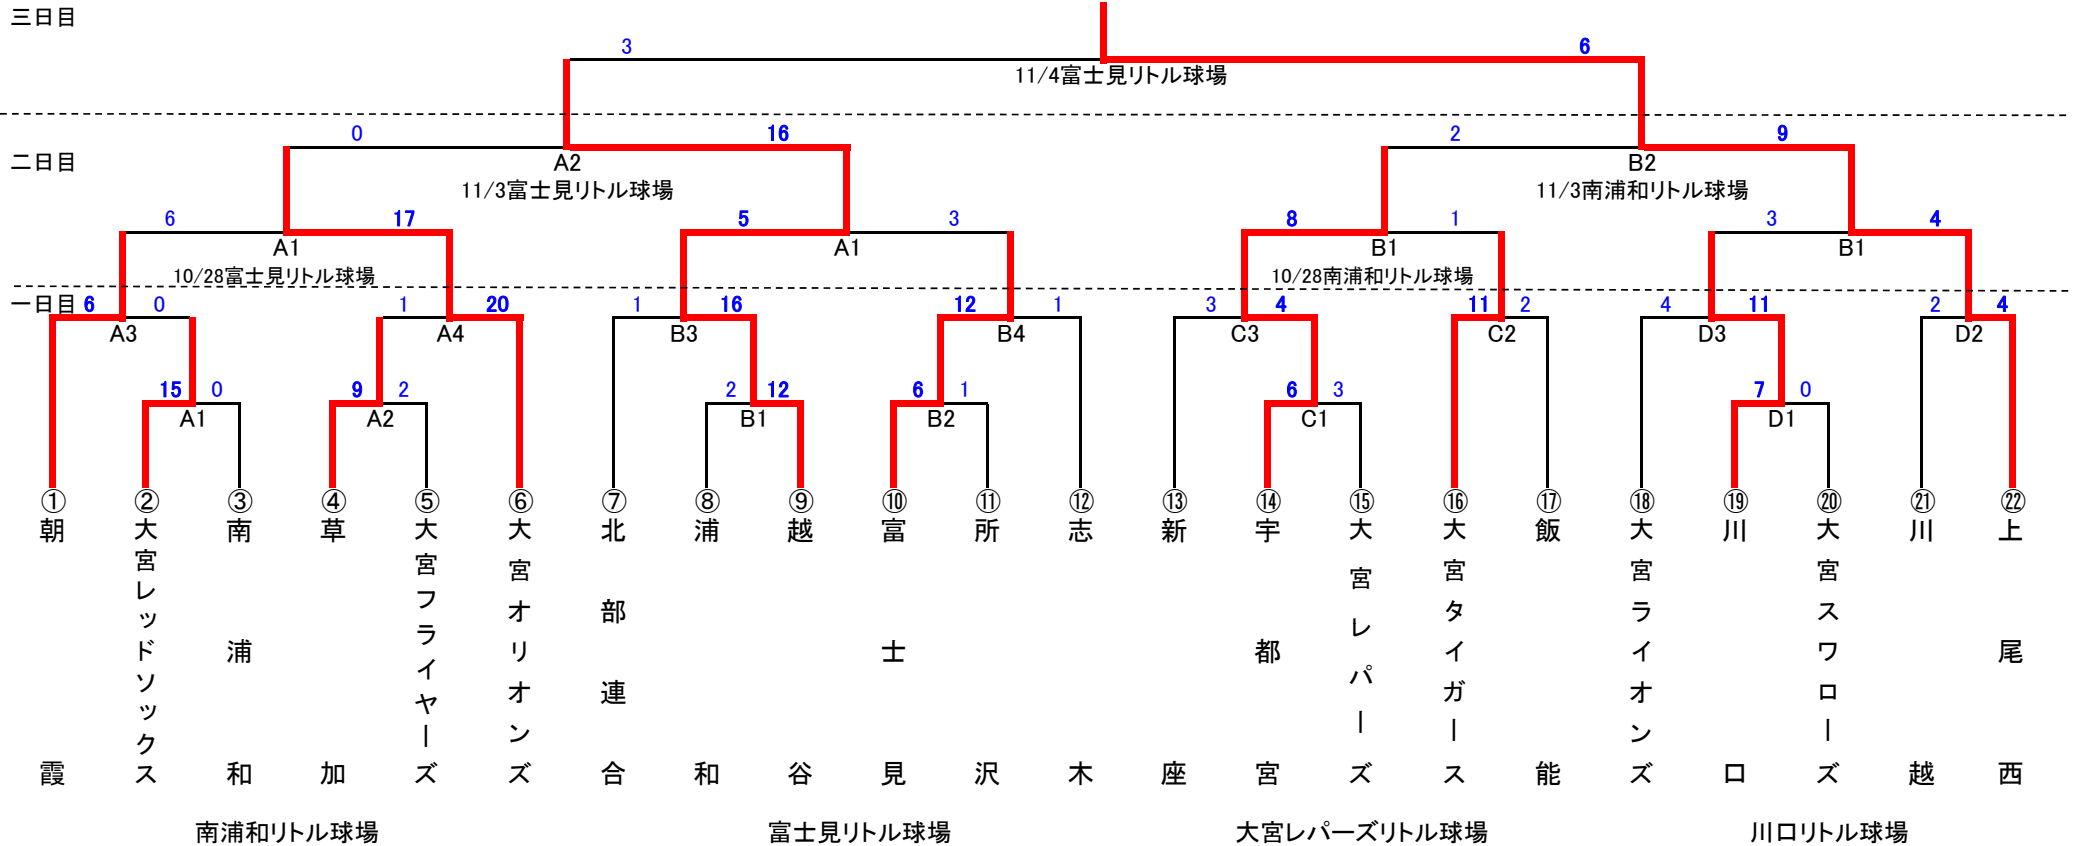 三日目
3 6
11/4富士見リトル球場
0 16 2 9
二日目
A2 B2
11/3富士見リトル球場 11/3南浦和リトル球場
6 17 5 3 8 1 3 4
A1 A1 B1 B1
10/28富士見リトル球場 10/28南浦和リトル球場
一日目 6 0 1 20 1 16 12 1 3 4 11 2 4 11 2 4
A3 A4 B3 B4 C3 C2 D3 D2
15 0 9 2 2 12 6 1 6 3 7 0
A1 A2 B1 B2 C1 D1
① ② ③ ④ ⑤ ⑥ ⑦ ⑧ ⑨ ⑩ ⑪ ⑫ ⑬ ⑭ ⑮ ⑯ ⑰ ⑱ ⑲ ⑳ ㉑ ㉒
朝霞
大宮レッドソックス
南浦和
草加
大宮フライヤーズ
大宮オリオンズ
北部連合
浦和
越谷
富士見
所沢
志木
新座
宇都宮
大宮レパーズ
大宮タイガース
飯能
大宮ライオンズ
川口
大宮スワローズ
川越
上尾西
南浦和リトル球場 富士見リトル球場 大宮レパーズリトル球場 川口リトル球場